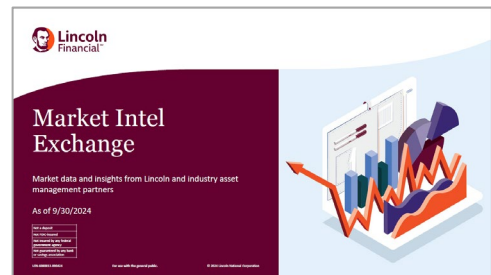 Lincoln
Financial™
Market Intel
Exchange
Market data and insights from Lincoln and industry asset
management partners
As of 9/30/2024
Not a deposit
Not FDIC-insured
Not insured by any federal
government agency
Not guaranteed by any bank
or savings association
For use with the general public.
© 2024 Lincoln National Corporation